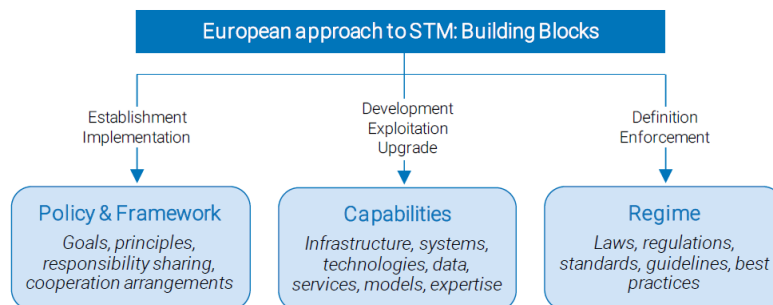 European approach to STM: Building Blocks
Establishment
Implementation
Development
Exploitation
Upgrade
Definition
Enforcement
Policy & Framework
Goals, principles,
responsibility sharing,
cooperation arrangements
Capabilities
Infrastructure, systems,
technologies, data,
services, models, expertise
Regime
Laws, regulations,
standards, guidelines, best
practices